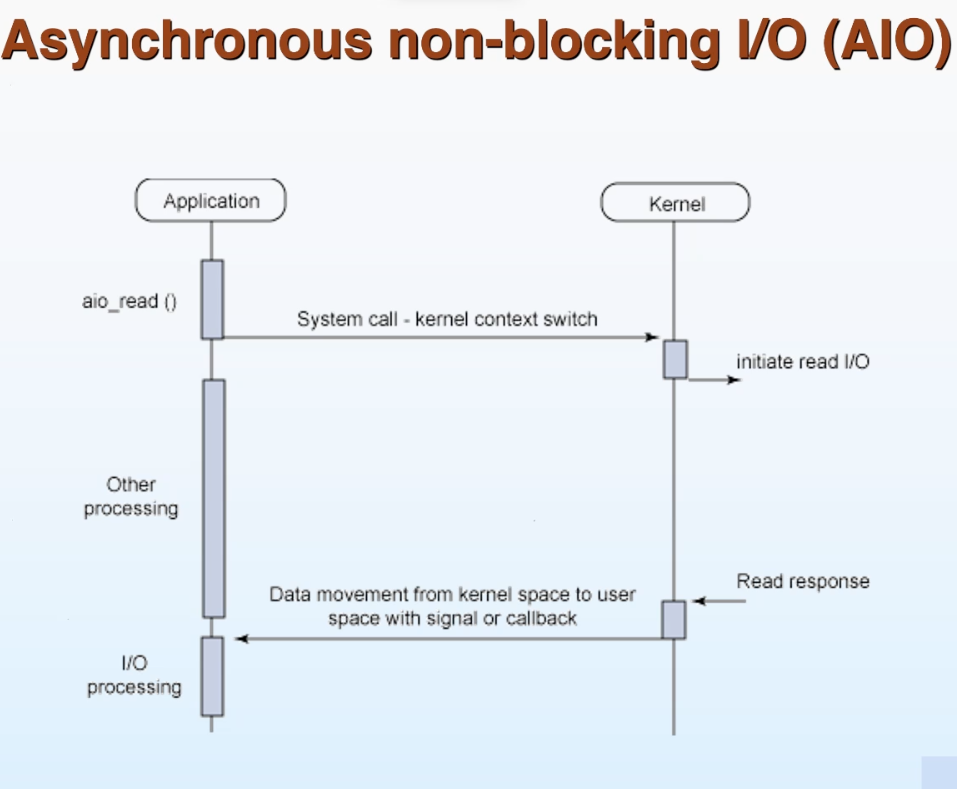 Asynchronous non-blocking I/O (AIO)
Application
Kernel
aio_read ()
System call - kernel context switch
initiate read I/O
Other
processing
Read response
Data movement from kernel space to user
space with signal or callback
I/O
processing